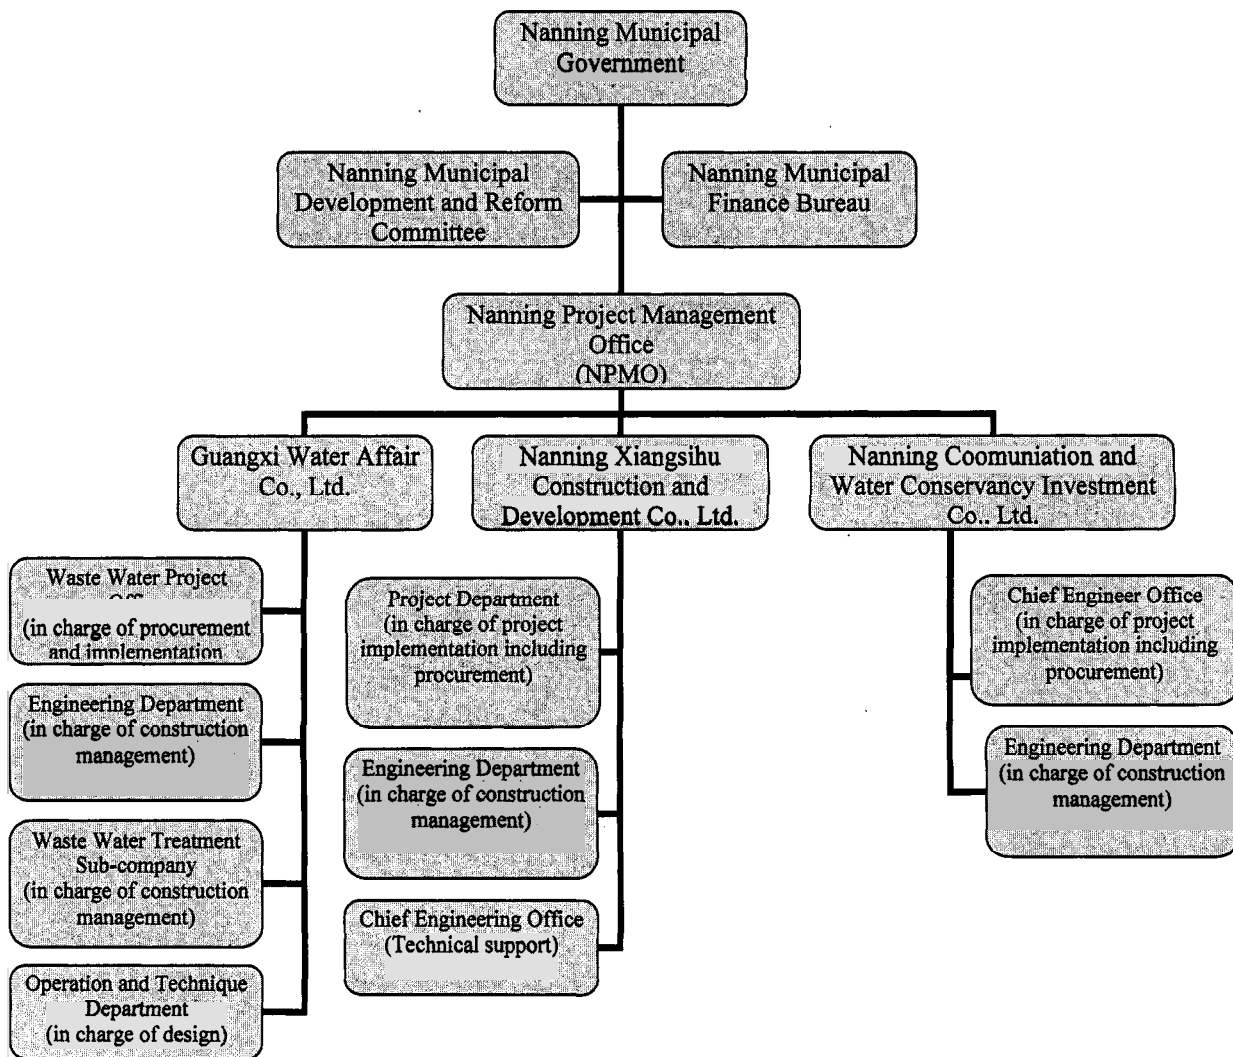 Nanning Municipal
Government
Nanning Municipal
Development and Reform
Committee
Nanning Municipal
Finance Bureau
Nanning Project Management
Office
(NPMO)
Guangxi Water Affair
Co., Ltd.
Nanning Xiangsihu
Construction and
Development Co., Ltd.
Nanning Coomuniation and
Water Conservancy Investment
Co., Ltd.
Waste Water Project
(in charge of procurement
and implementation
Engineering Department
(in charge of construction
management)
Waste Water Treatment
Sub-company
(in charge of construction
management)
Operation and Technique
Department
(in charge of design)
Project Department
(in charge of project
implementation including
procurement)
Engineering Department
(in charge of construction
management)
Chief Engineering Office
(Technical support)
Chief Engineer Office
(in charge of project
implementation including
procurement)
Engineering Department
(in charge of construction
management)